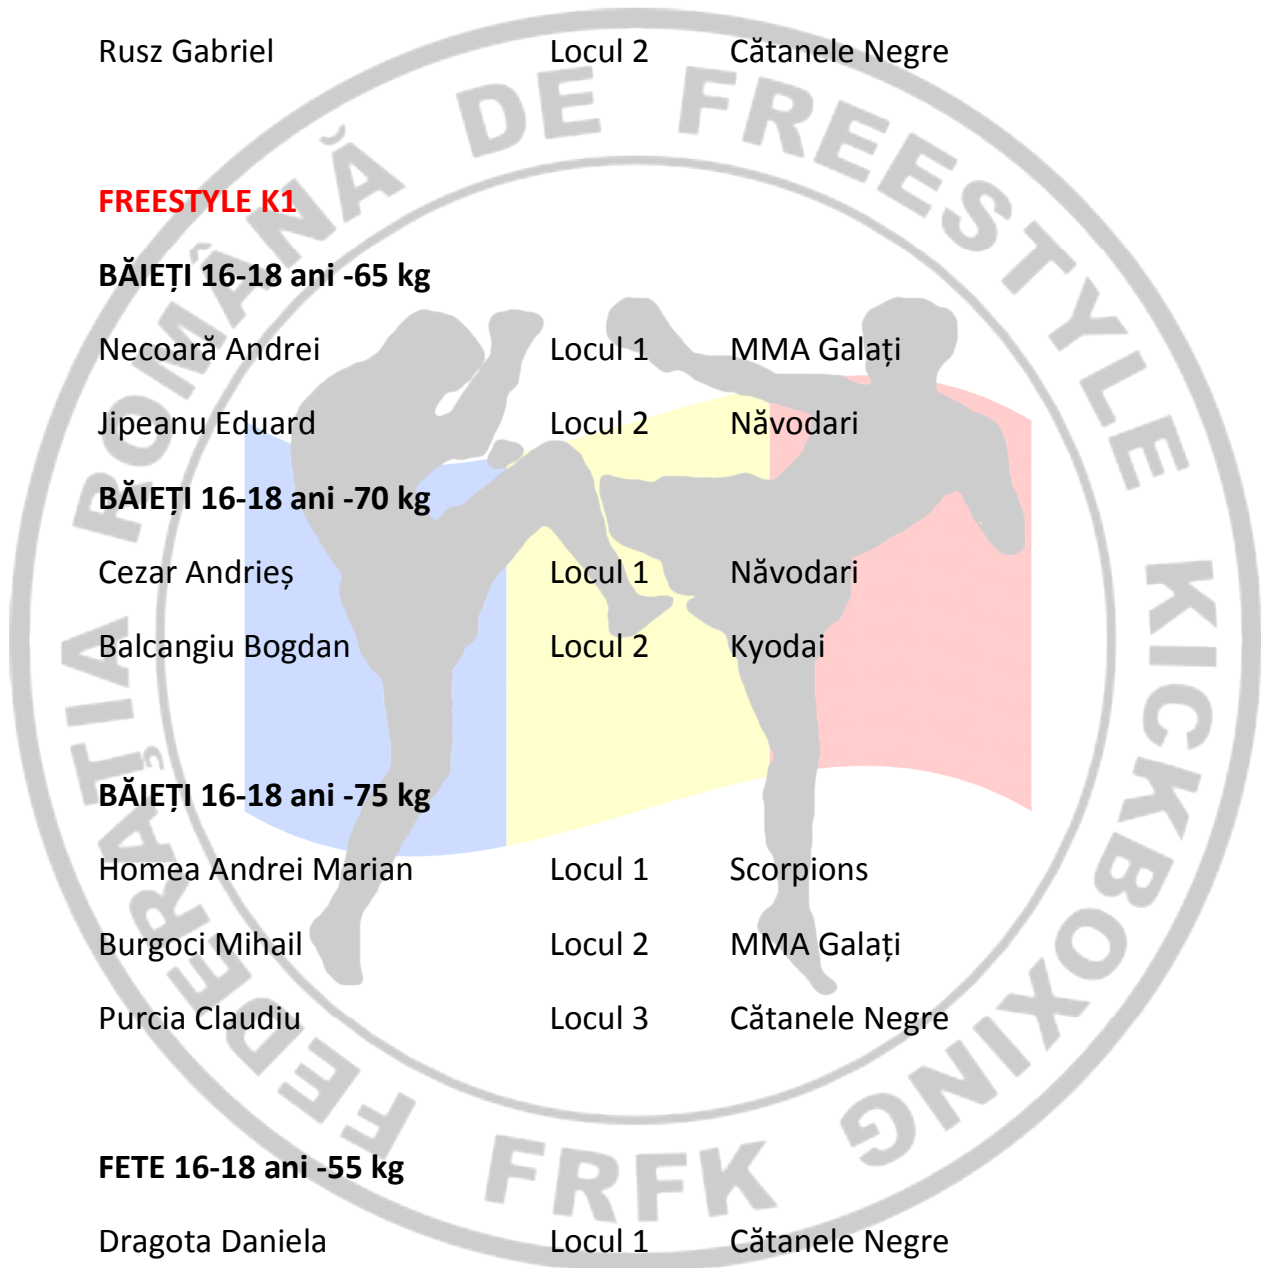 Rusz Gabriel Locul 2 Cătanele Negre
FREESTYLE K1
BĂIEȚI 16-18 ani -65 kg
Necoară Andrei Locul 1 MMA Galați
Jipeanu Eduard Locul 2 Năvodari
BĂIEȚI 16-18 ani -70 kg
Cezar Andrieș Locul 1 Năvodari
Balcangiu Bogdan Locul 2 Kyodai
BĂIEȚI 16-18 ani -75 kg
Homea Andrei Marian Locul 1 Scorpions
Burgoci Mihail Locul 2 MMA Galați
Purcia Claudiu Locul 3 Cătanele Negre
FETE 16-18 ani -55 kg
Dragota Daniela Locul 1 Cătanele Negre
FEDERAȚIA ROMÂNĂ DE FREESTYLE KICKBOXING
FRFK